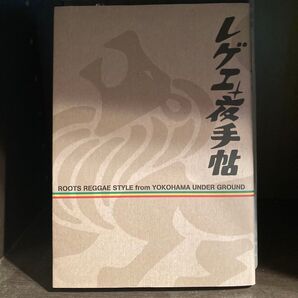 レゲエ+夜手帖
ROOTS REGGAE STYLE from YOKOHAMA UNDER GROUND